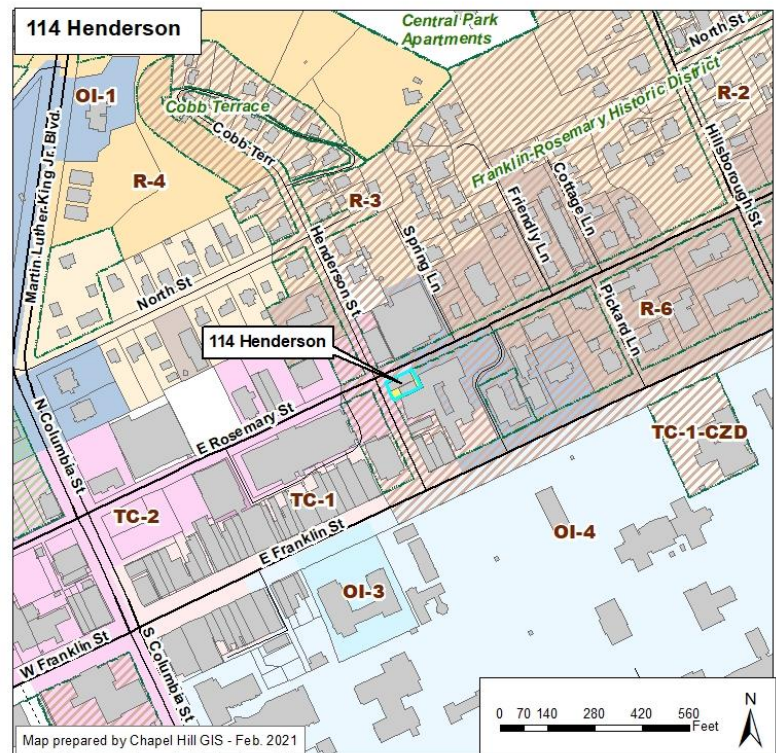 114 Henderson
Central Park
Apartments
North St
OI-1
Cobb Terrace
Cobb Terr
R-2
Franklin-Rosemary Historic District
Hillsborough St
Martin Luther King Jr. Blvd.
R-4
R-3
Friendly Ln
Cottage Ln
Spring Ln
Henderson St
North St
Pickard Ln
R-6
114 Henderson
N Columbia St
E Rosemary St
TC-1-CZD
TC-2
TC-1
E Franklin St
OI-4
OI-3
W Franklin St
S Columbia St
N
0 70 140 280 420 560
Feet
Map prepared by Chapel Hill GIS - Feb. 2021